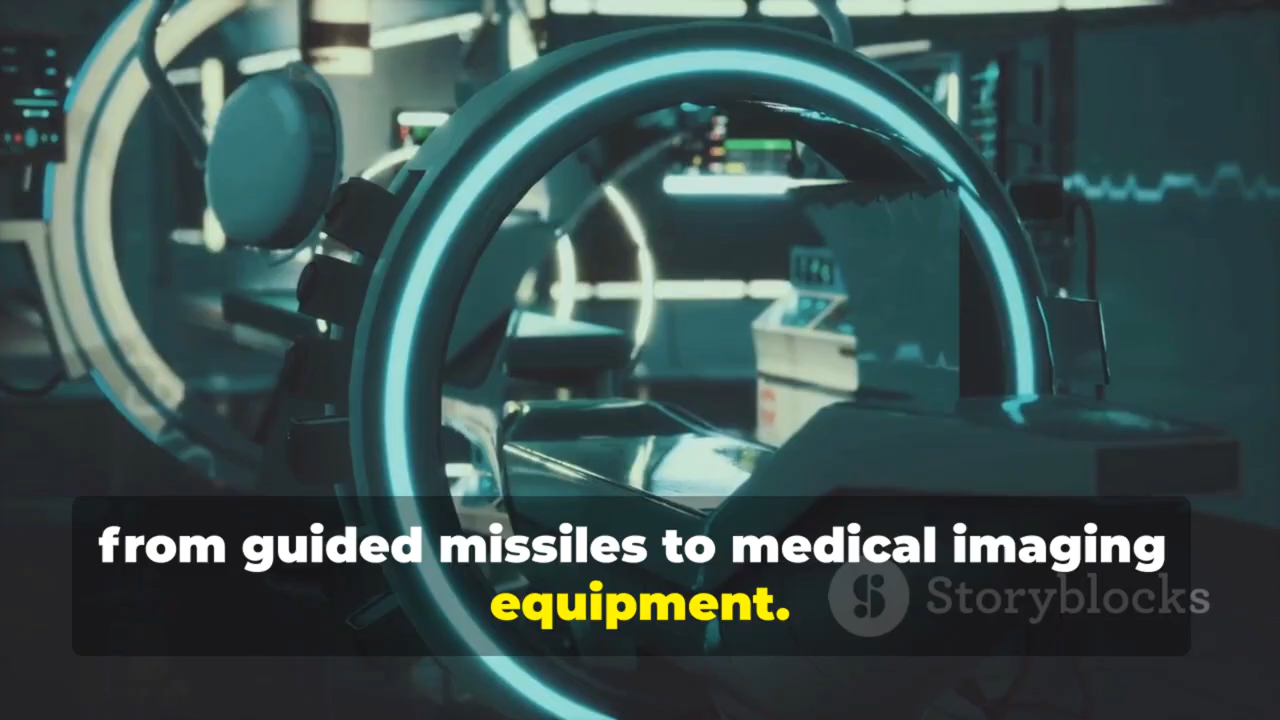 from guided missiles to medical imaging
equipment.
Storyblocks